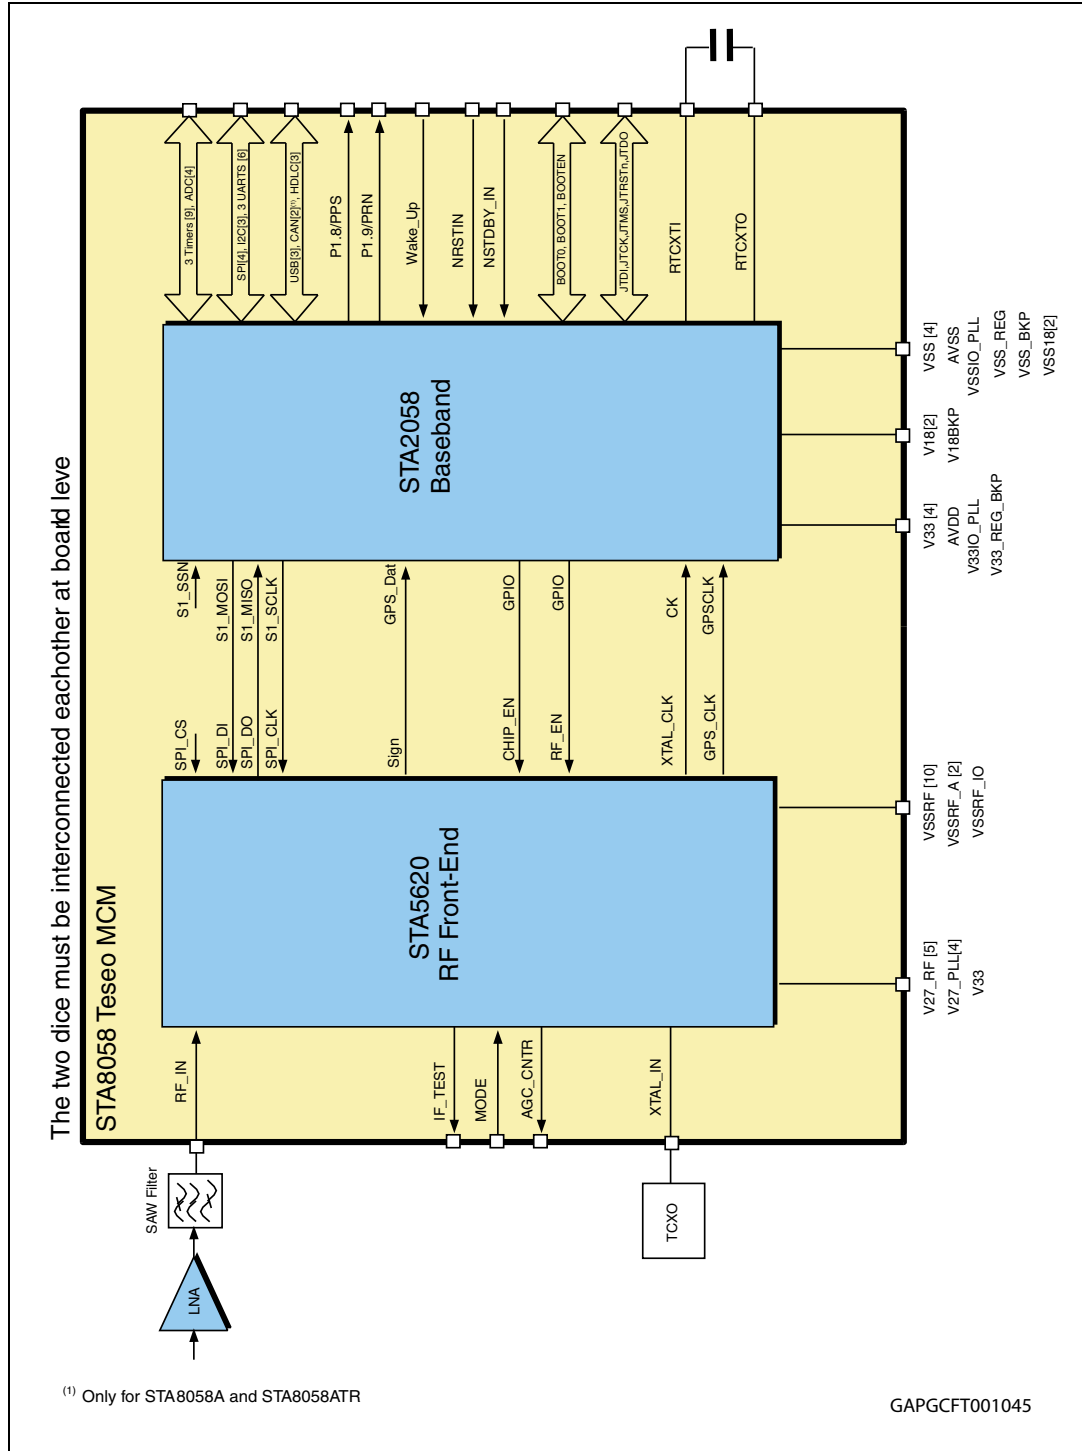 The two dice must be interconnected eachother at board leve
STA8058 Teseo MCM
LNA
SAW Filter
RF_IN
IF_TEST
MODE
AGC_CNTR
XTAL_IN
TCXO
STA5620
RF Front-End
V27_RF [5]
V27_PLL[4]
V33
VSSRF [10]
VSSRF_A [2]
VSSRF_IO
SPI_CS
SPI_DI
SPI_DO
SPI_CLK
Sign
CHIP_EN
RF_EN
XTAL_CLK
GPS_CLK
S1_SSN
S1_MOSI
S1_MISO
S1_SCLK
GPS_Dat
GPIO
GPIO
CK
GPSCLK
STA2058
Baseband
V33 [4]
AVDD
V33IO_PLL
V33_REG_BKP
V18[2]
V18BKP
VSS [4]
AVSS
VSSIO_PLL
VSS_REG
VSS_BKP
VSS18[2]
3 Timers [9], ADC[4]
SPI[4], I2C[3], 3 UARTS [6]
USB[3], CAN[2](1), HDLC[3]
P1.8/PPS
P1.9/PRN
Wake_Up
NRSTIN
NSTDBY_IN
BOOT0, BOOT1, BOOTEN
JTDI,JTCK,JTMS,JTRSTn,JTDO
RTCXTI
RTCXTO
(1) Only for STA8058A and STA8058ATR
GAPGCFT001045